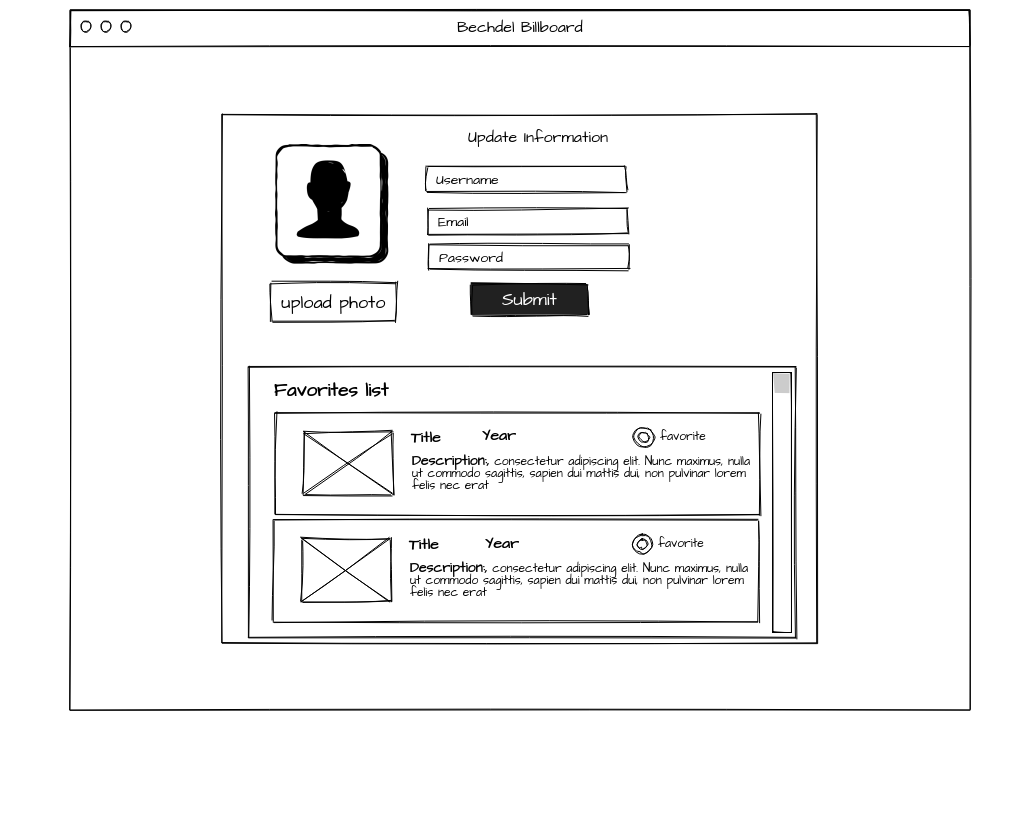 Bechdel Billboard
Update Information
Username
Email
Password
upload photo
Submit
Favorites list
Title Year favorite
Description:, consectetur adipiscing elit. Nunc maximus, nulla
ut commodo sagittis, sapien dui mattis dui, non pulvinar lorem
felis nec erat
Title Year favorite
Description:, consectetur adipiscing elit. Nunc maximus, nulla
ut commodo sagittis, sapien dui mattis dui, non pulvinar lorem
felis nec erat